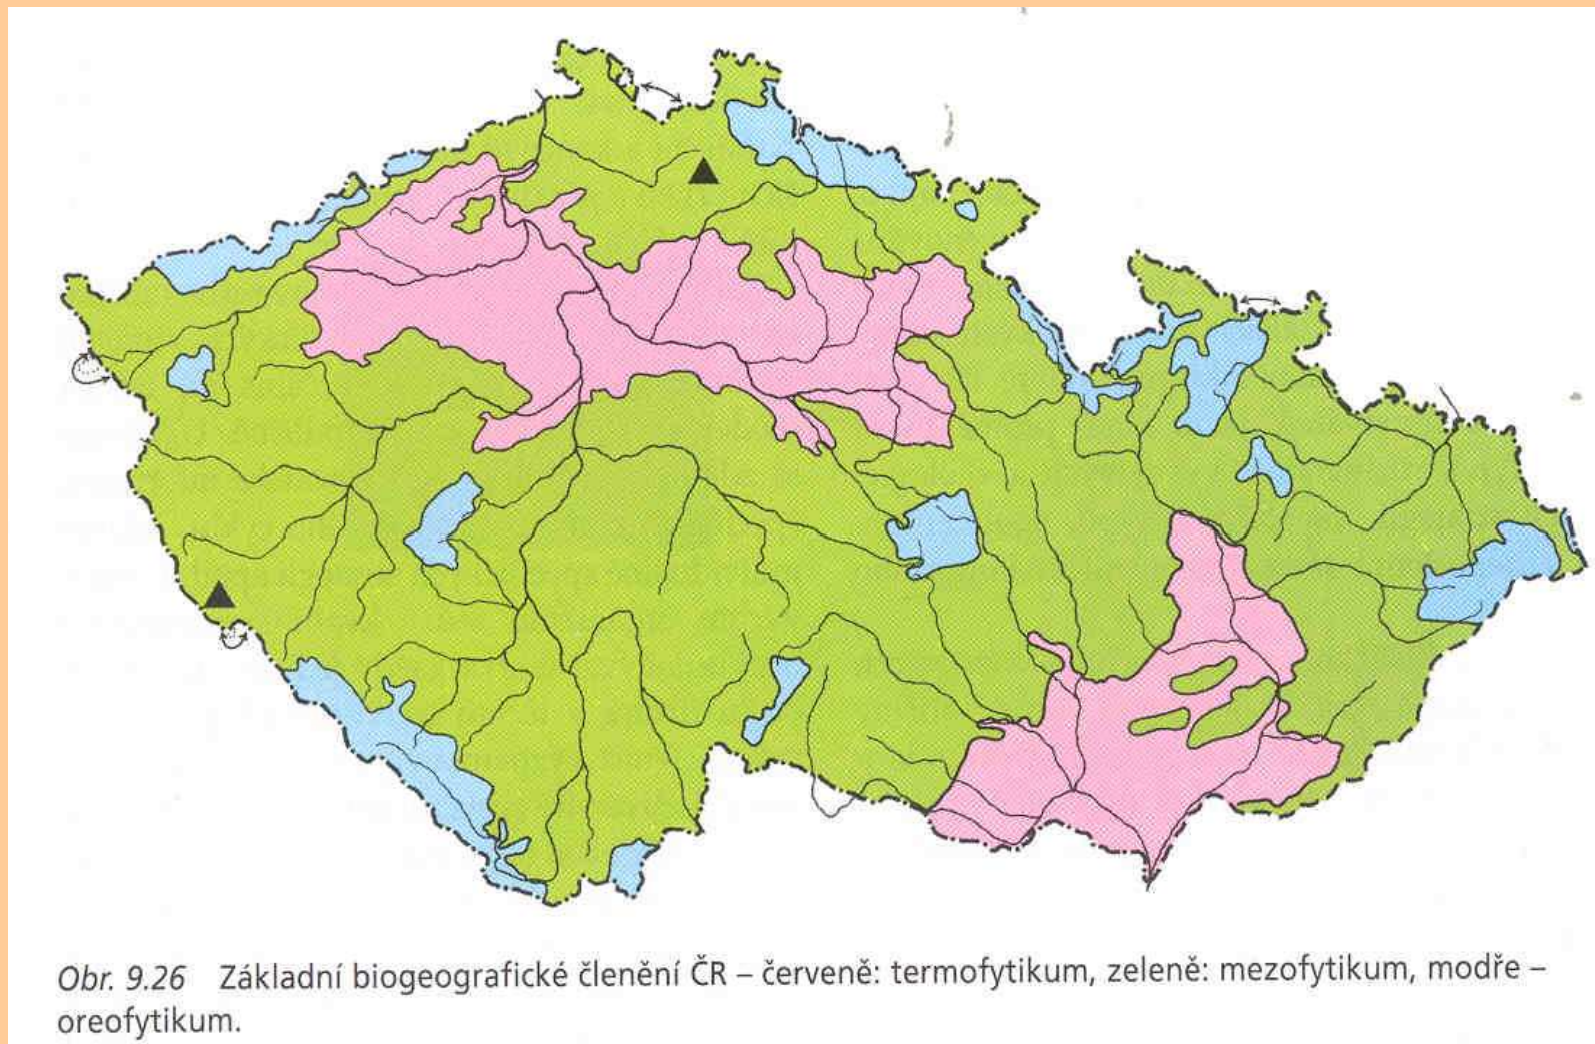 Obr. 9.26 Základní biogeografické členění ČR – červeně: termofytikum, zeleně: mezofytikum, modře –
oreofytikum.